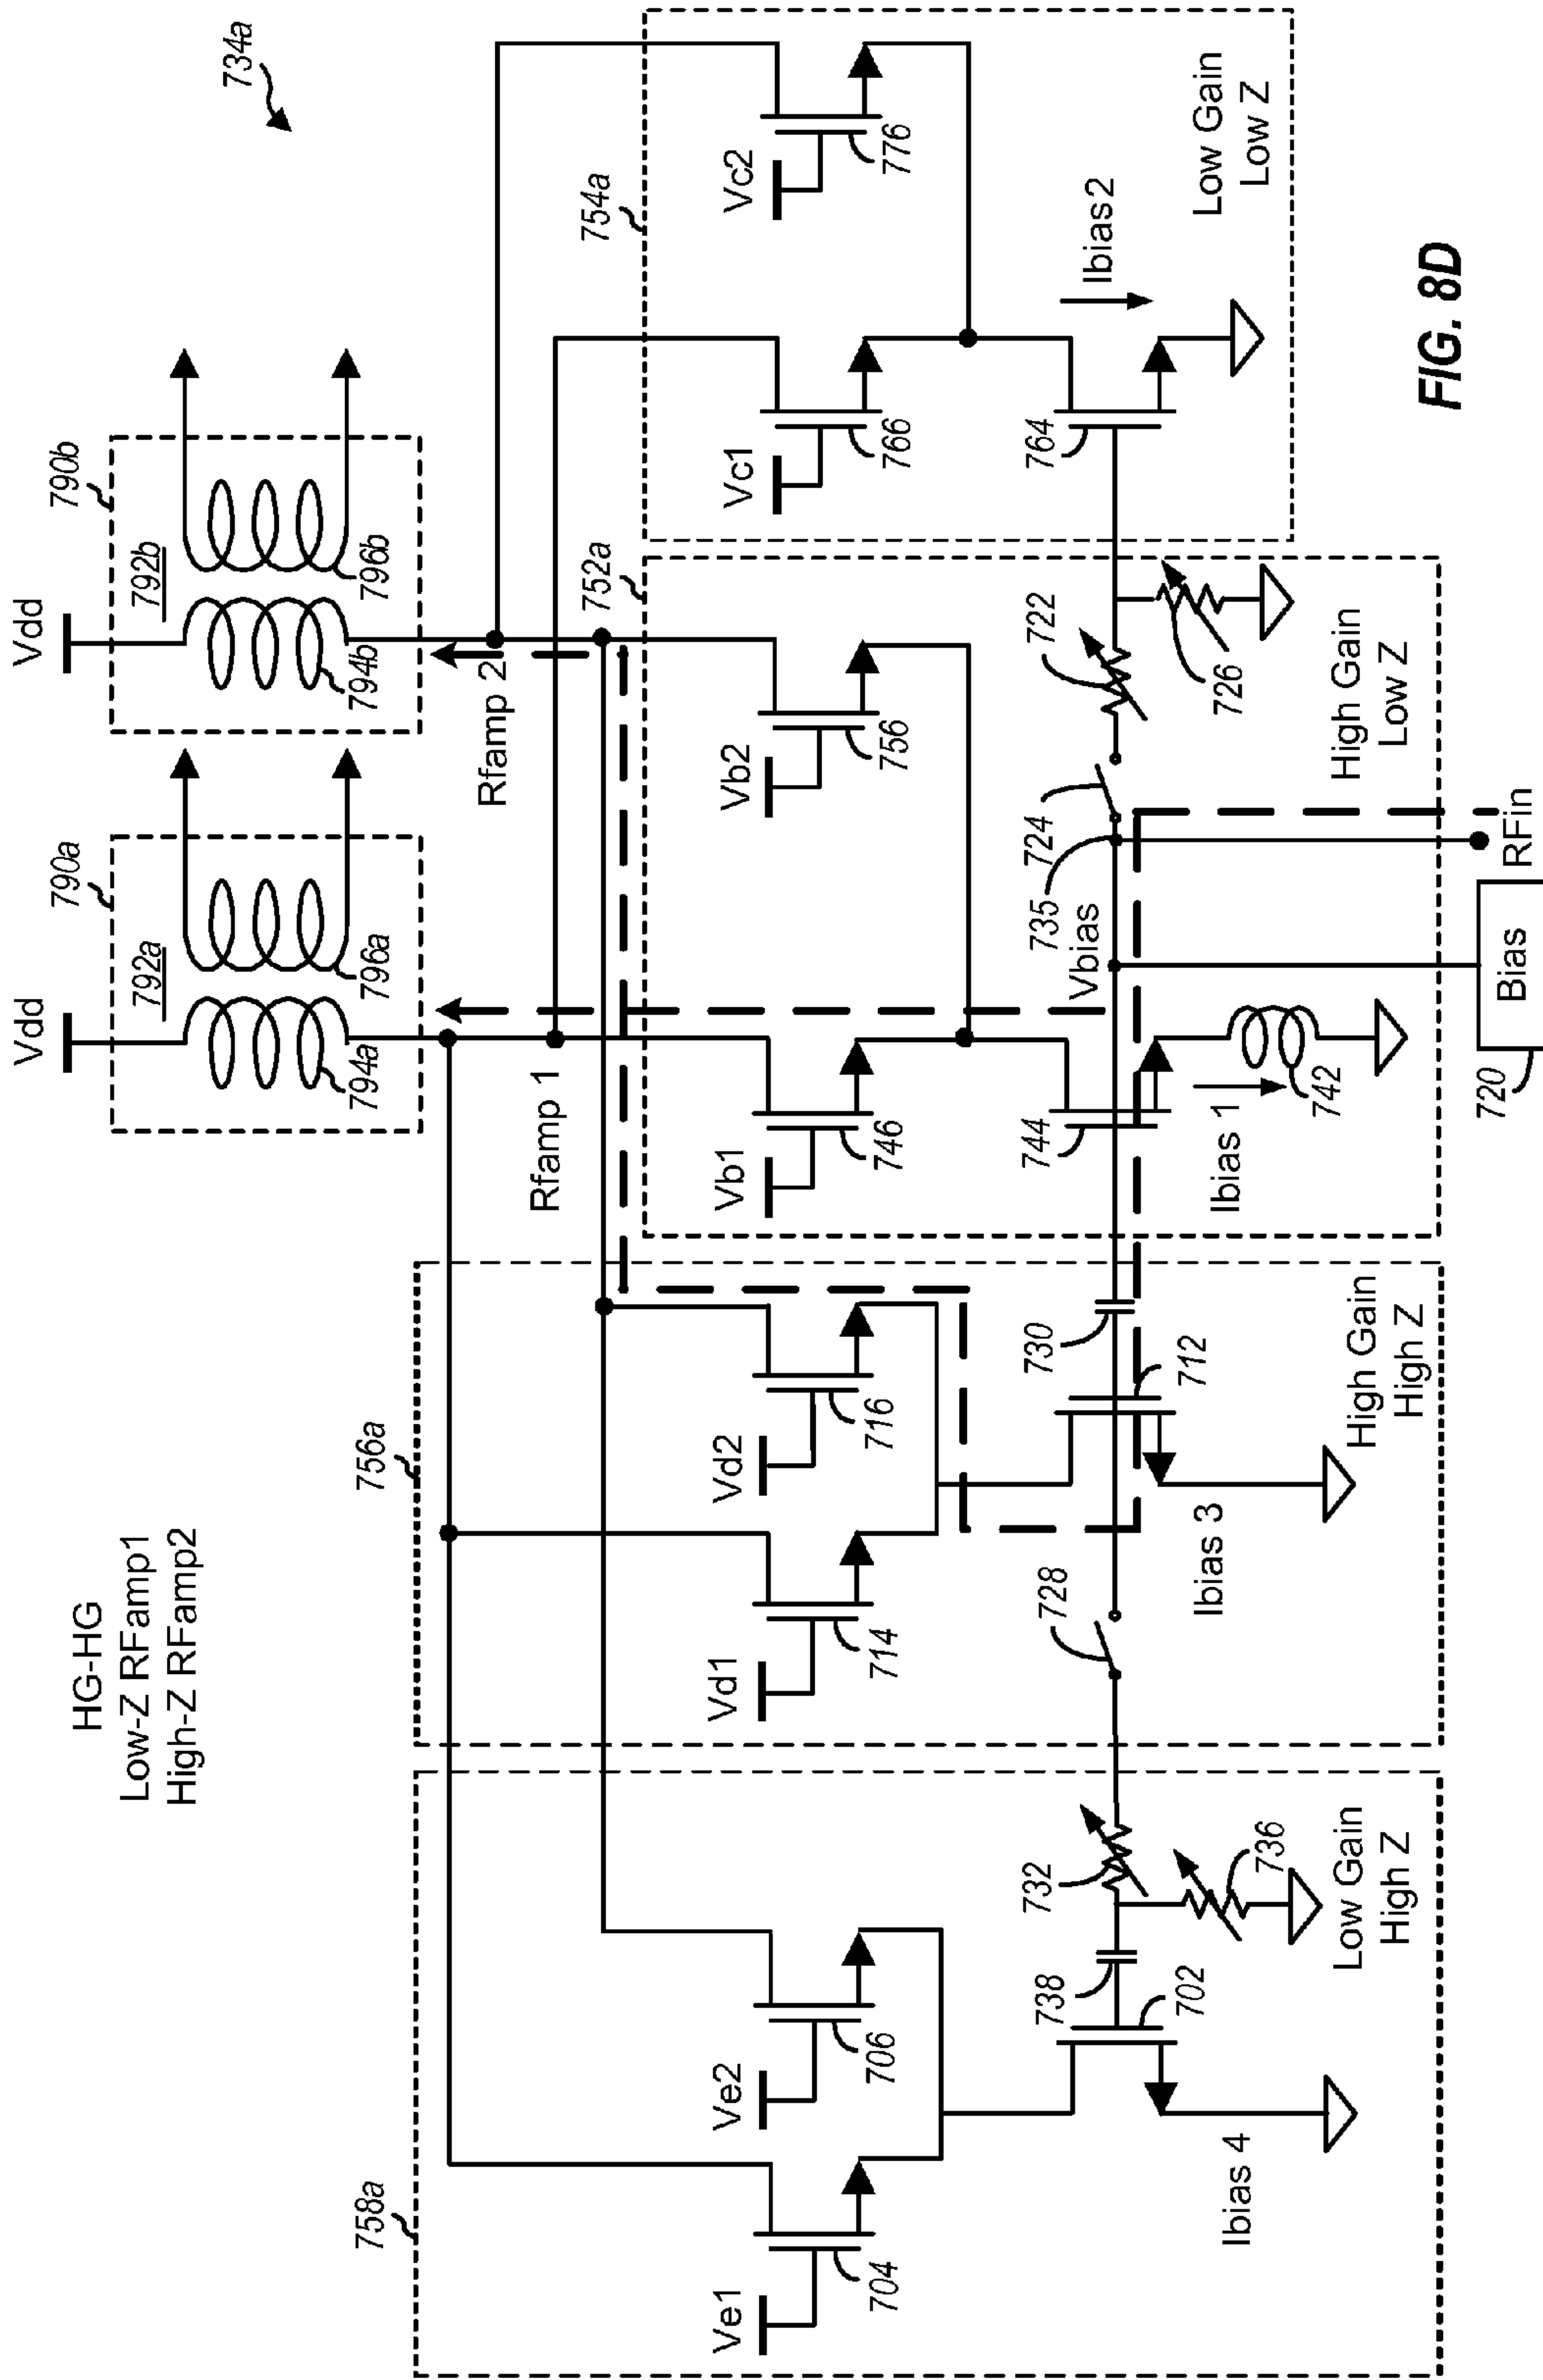 HG-HG
Low-Z RFamp1
High-Z RFamp2
734a
Vdd
Vdd
790a
790b
792a
792b
794a
796a
794b
796b
Rfamp 1
Rfamp 2
758a
756a
752a
754a
Ve1
704
Ve2
706
Vd1
714
Vd2
716
Vb1
746
Vb2
756
Vc1
766
Vc2
776
738
702
732
736
728
730
712
744
Vbias
735
724
722
726
764
Ibias 4
Ibias 3
Ibias 1
742
Ibias2
Low Gain
High Z
High Gain
High Z
High Gain
Low Z
Low Gain
Low Z
720
Bias
RFin
FIG. 8D